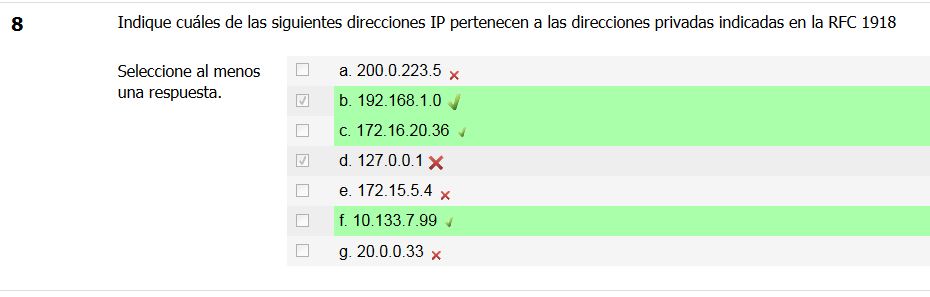 8 Indique cuáles de las siguientes direcciones IP pertenecen a las direcciones privadas indicadas en la RFC 1918
Seleccione al menos
una respuesta.
a. 200.0.223.5
b. 192.168.1.0
c. 172.16.20.36
d. 127.0.0.1
e. 172.15.5.4
f. 10.133.7.99
g. 20.0.0.33